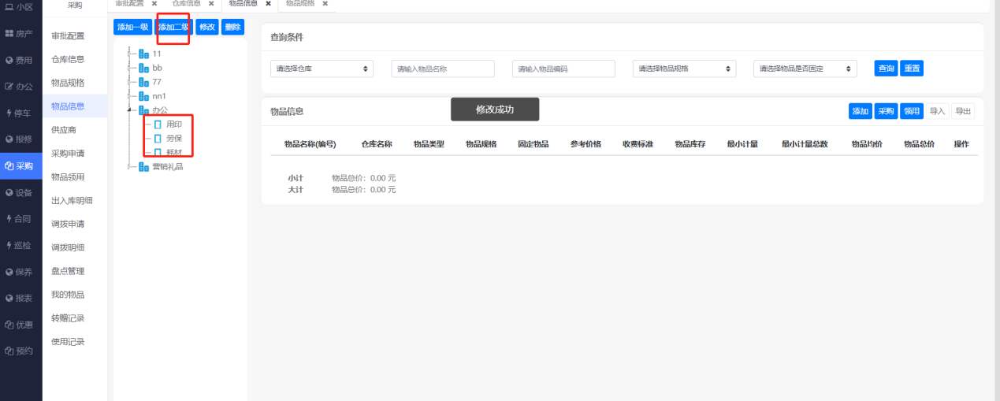 小区
房产
费用
办公
停车
报修
采购
设备
合同
巡检
保养
报表
优惠
预约
采购
审批配置
仓库信息
物品规格
物品信息
供应商
采购申请
物品领用
出入库明细
调拨申请
调拨明细
盘点管理
我的物品
转赠记录
使用记录
审批配置 × 仓库信息 × 物品信息 × 物品规格 ×
添加一级 添加二级 修改 删除
11
bb
77
nn1
办公
用印
劳保
耗材
营销礼品
查询条件
请选择仓库 请输入物品名称 请输入物品编码 请选择物品规格 请选择物品是否固定 查询 重置
修改成功
物品信息 添加 采购 领用 导入 导出
物品名称(编号) 仓库名称 物品类型 物品规格 固定物品 参考价格 收费标准 物品库存 最小计量 最小计量总数 物品均价 物品总价 操作
小计 物品总价：0.00 元
大计 物品总价：0.00 元